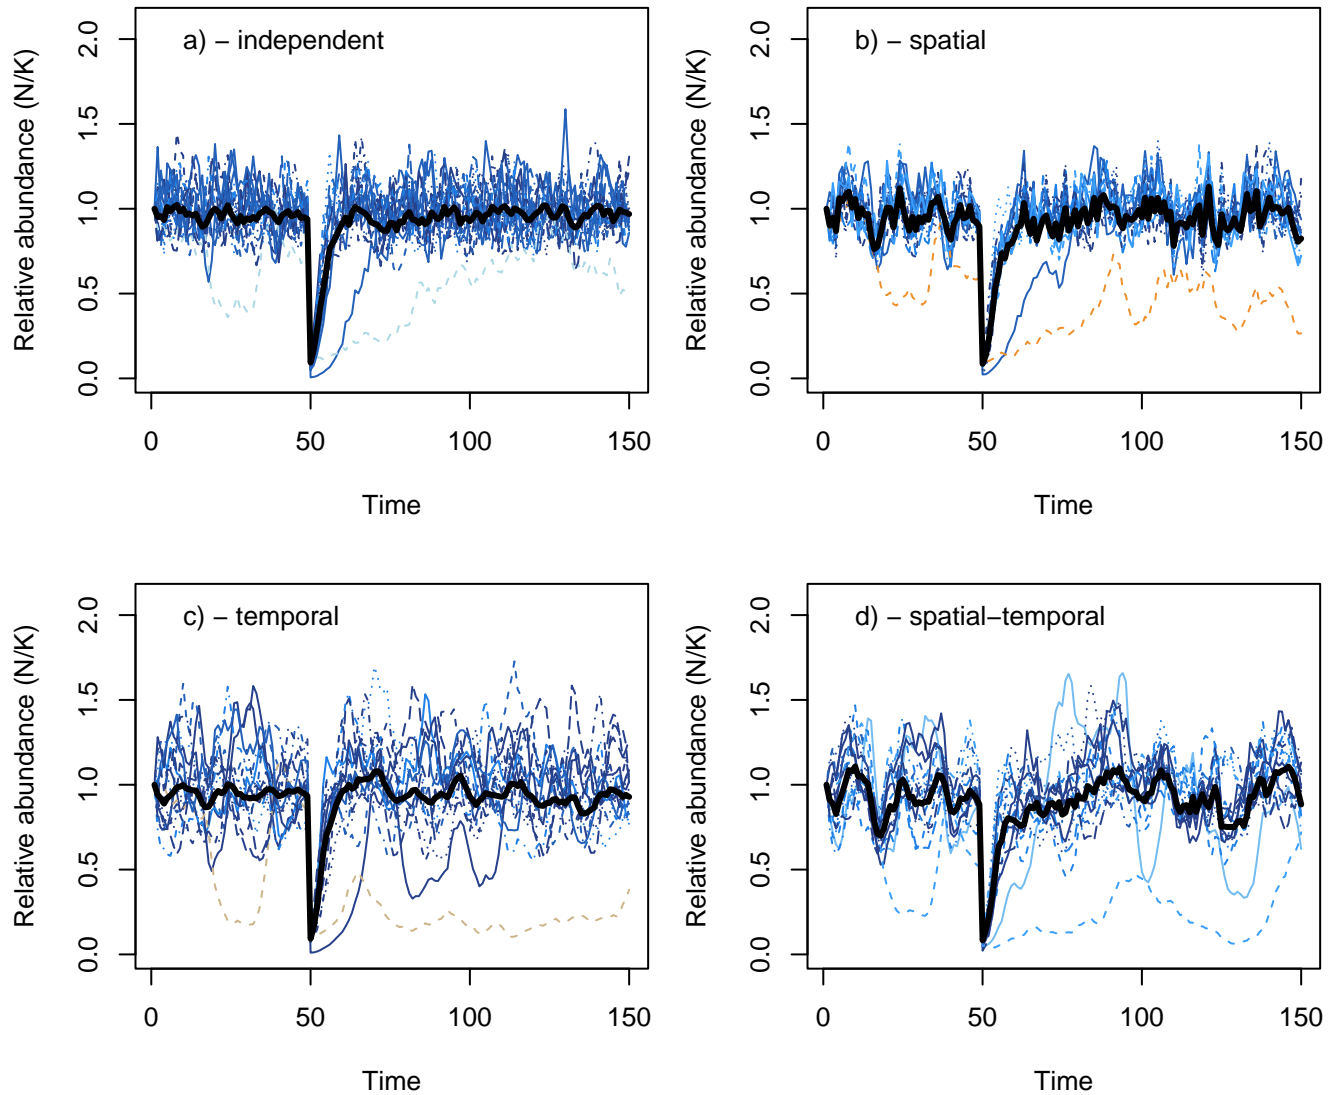 a) − independent
Relative abundance (N/K)
0.0 0.5 1.0 1.5 2.0
0 50 100 150
Time
b) − spatial
Relative abundance (N/K)
0.0 0.5 1.0 1.5 2.0
0 50 100 150
Time
c) − temporal
Relative abundance (N/K)
0.0 0.5 1.0 1.5 2.0
0 50 100 150
Time
d) − spatial−temporal
Relative abundance (N/K)
0.0 0.5 1.0 1.5 2.0
0 50 100 150
Time